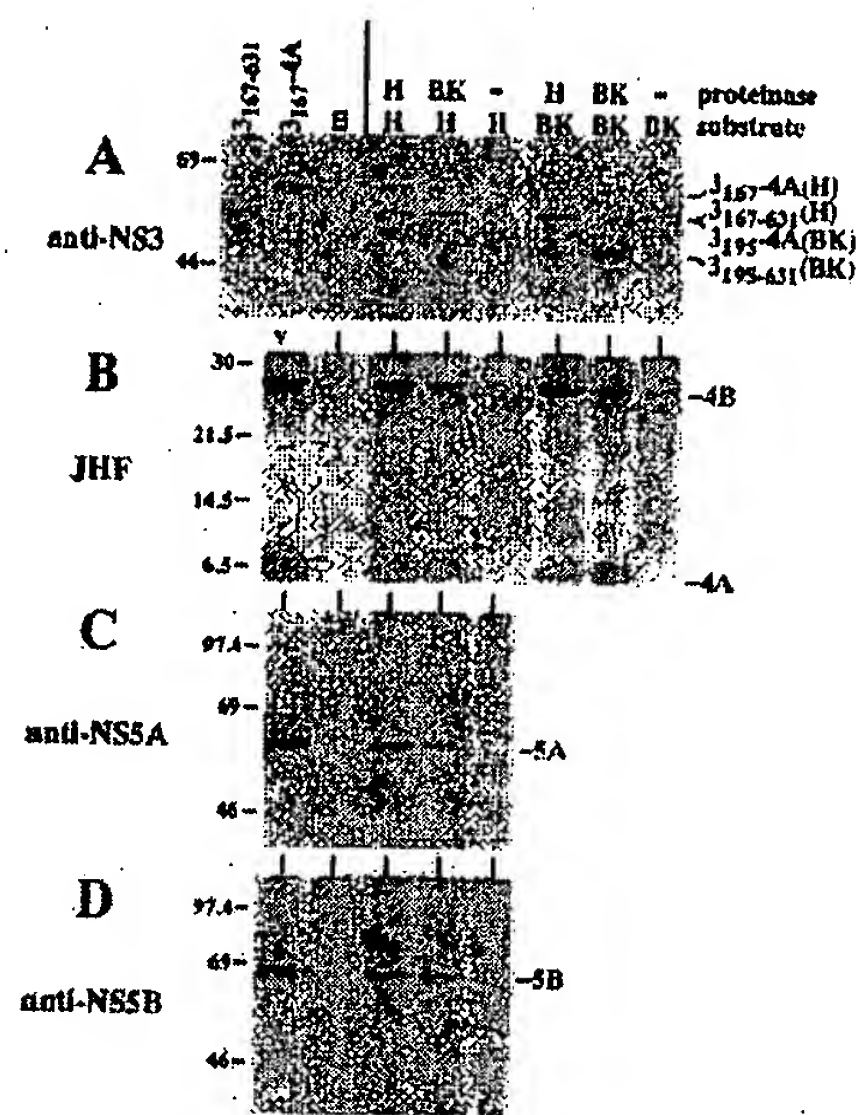 3167-631
3167-4A
E
H BK - H BK - proteinase
H H H BK BK BK substrate
A
anti-NS3
69-
46-
3167-4A(H)
3167-631(H)
3195-4A(BK)
3195-631(BK)
B
JHF
V
30-
21.5-
14.5-
6.5-
-4B
-4A
C
anti-NS5A
97.4-
69-
46-
-5A
D
anti-NS5B
97.4-
69-
46-
-5B